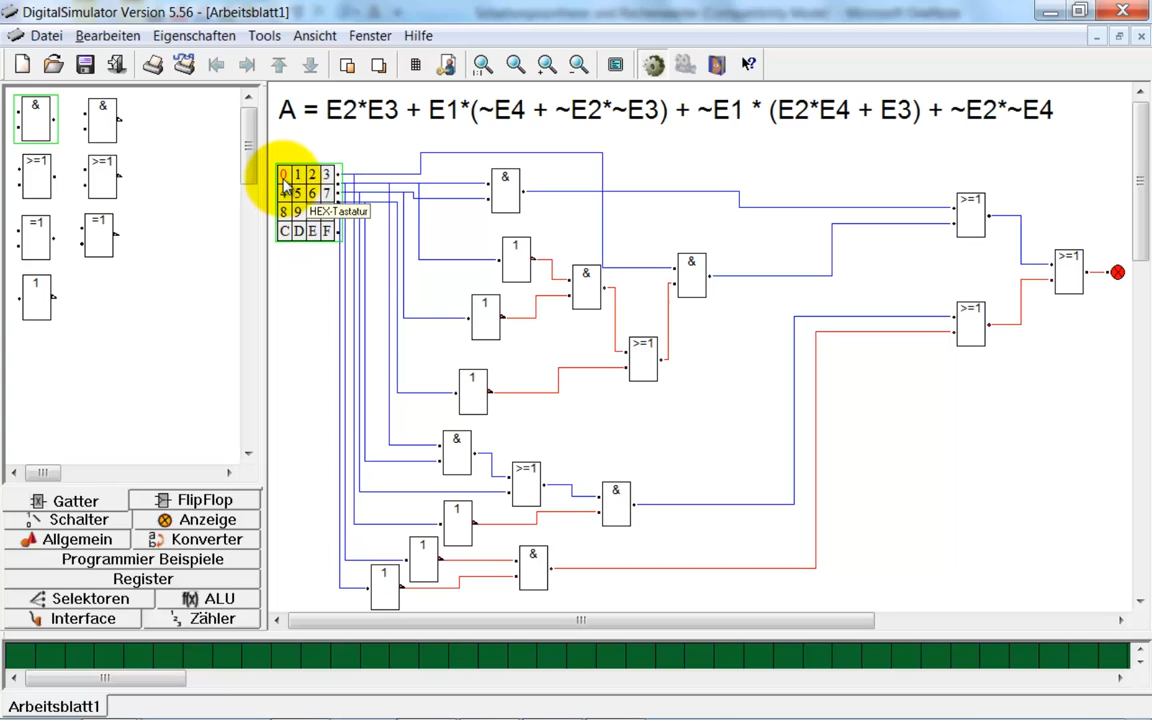 DigitalSimulator Version 5.56 - [Arbeitsblatt1]
Datei Bearbeiten Eigenschaften Tools Ansicht Fenster Hilfe
& &
>=1 >=1
=1 =1
1
Gatter FlipFlop
Schalter Anzeige
Allgemein Konverter
Programmier Beispiele
Register
Selektoren f(x) ALU
Interface Zähler
A = E2*E3 + E1*(~E4 + ~E2*~E3) + ~E1 * (E2*E4 + E3) + ~E2*~E4
0 1 2 3
4 5 6 7
8 9 HEX-Tastatur
C D E F
&
>=1
1
&
&
>=1
1
>=1
>=1
1
&
>=1
&
1
1
&
1
Arbeitsblatt1